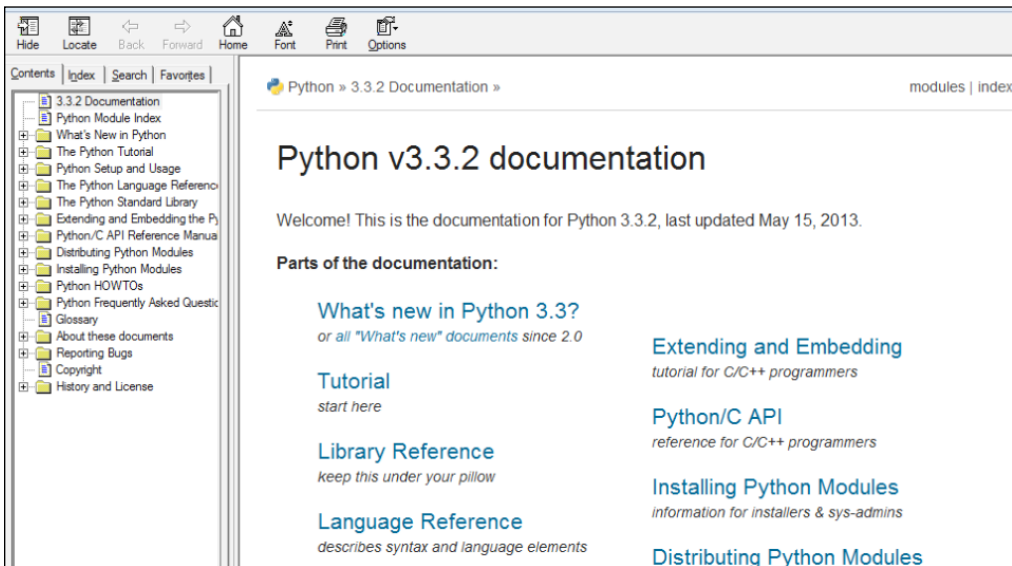 Hide Locate Back Forward Home Font Print Options
Contents Index Search Favorites
3.3.2 Documentation
Python Module Index
What's New in Python
The Python Tutorial
Python Setup and Usage
The Python Language Reference
The Python Standard Library
Extending and Embedding the Py
Python/C API Reference Manua
Distributing Python Modules
Installing Python Modules
Python HOWTOs
Python Frequently Asked Questic
Glossary
About these documents
Reporting Bugs
Copyright
History and License
Python » 3.3.2 Documentation » modules | index
Python v3.3.2 documentation
Welcome! This is the documentation for Python 3.3.2, last updated May 15, 2013.
Parts of the documentation:
What's new in Python 3.3?
or all "What's new" documents since 2.0
Tutorial
start here
Library Reference
keep this under your pillow
Language Reference
describes syntax and language elements
Extending and Embedding
tutorial for C/C++ programmers
Python/C API
reference for C/C++ programmers
Installing Python Modules
information for installers & sys-admins
Distributing Python Modules